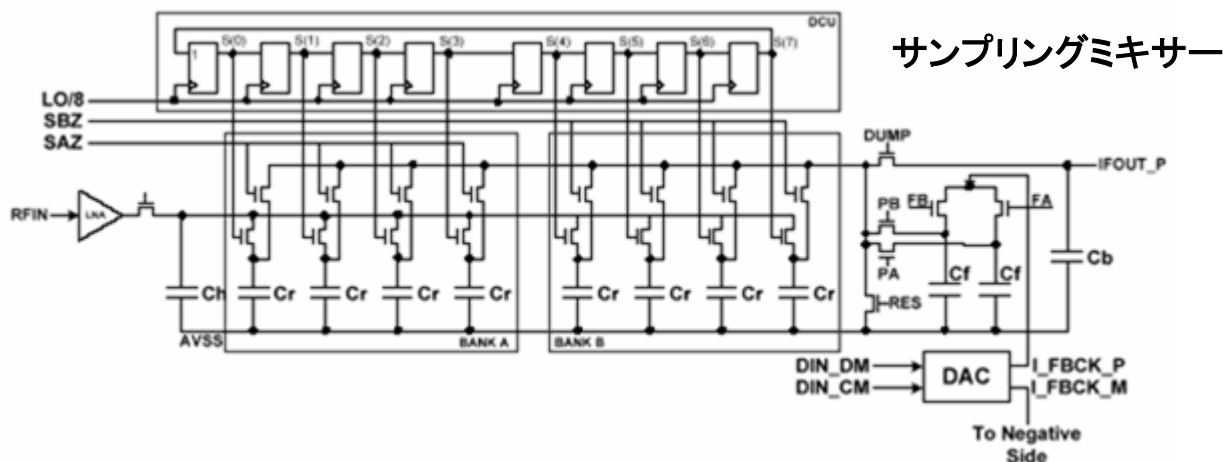 DCU
サンプリングミキサー
1
S(0)
S(1)
S(2)
S(3)
S(4)
S(5)
S(6)
S(7)
LO/8
SBZ
SAZ
DUMP
IFOUT_P
RFIN
LNA
PB
FB
FA
PA
Ch
Cr
Cr
Cr
Cr
Cr
Cr
Cr
Cr
Cf
Cf
Cb
RES
AVSS
BANK A
BANK B
DIN_DM
DIN_CM
DAC
I_FBCK_P
I_FBCK_M
To Negative
Side